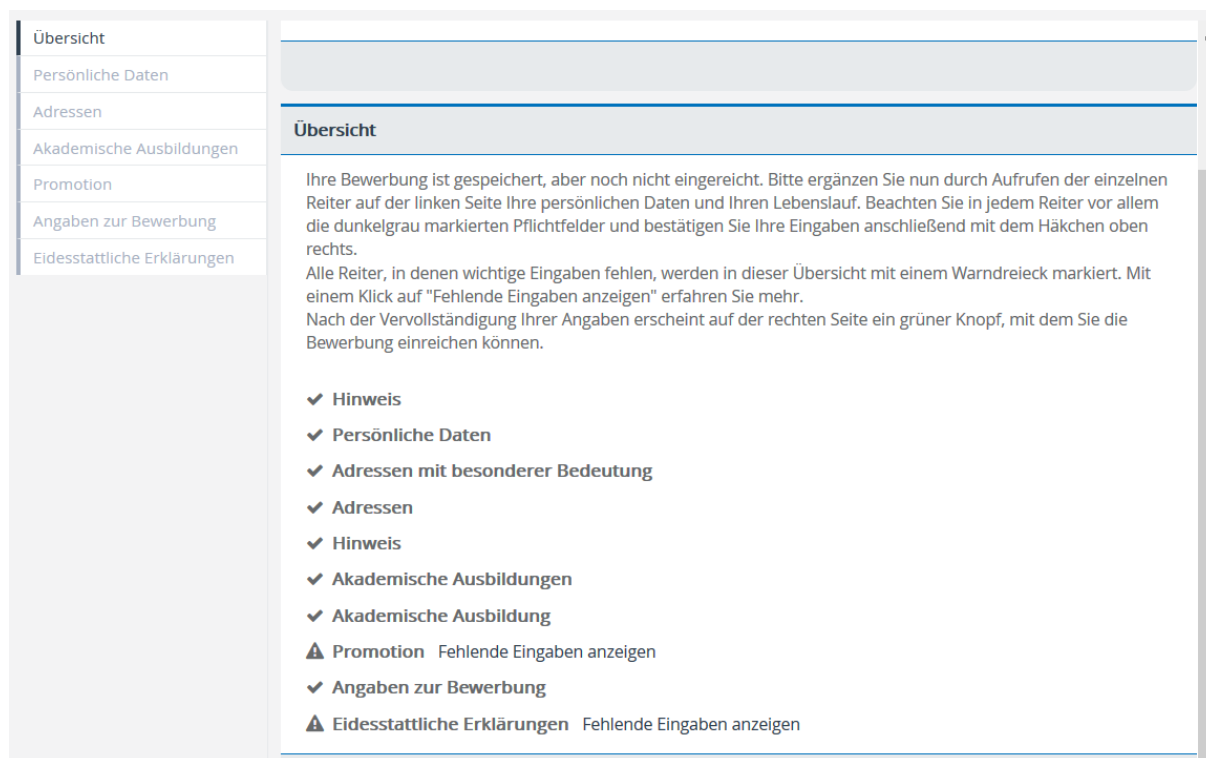 Übersicht
Persönliche Daten
Adressen
Akademische Ausbildungen
Promotion
Angaben zur Bewerbung
Eidesstattliche Erklärungen
Übersicht
Ihre Bewerbung ist gespeichert, aber noch nicht eingereicht. Bitte ergänzen Sie nun durch Aufrufen der einzelnen
Reiter auf der linken Seite Ihre persönlichen Daten und Ihren Lebenslauf. Beachten Sie in jedem Reiter vor allem
die dunkelgrau markierten Pflichtfelder und bestätigen Sie Ihre Eingaben anschließend mit dem Häkchen oben
rechts.
Alle Reiter, in denen wichtige Eingaben fehlen, werden in dieser Übersicht mit einem Warndreieck markiert. Mit
einem Klick auf "Fehlende Eingaben anzeigen" erfahren Sie mehr.
Nach der Vervollständigung Ihrer Angaben erscheint auf der rechten Seite ein grüner Knopf, mit dem Sie die
Bewerbung einreichen können.
Hinweis
Persönliche Daten
Adressen mit besonderer Bedeutung
Adressen
Hinweis
Akademische Ausbildungen
Akademische Ausbildung
Promotion Fehlende Eingaben anzeigen
Angaben zur Bewerbung
Eidesstattliche Erklärungen Fehlende Eingaben anzeigen